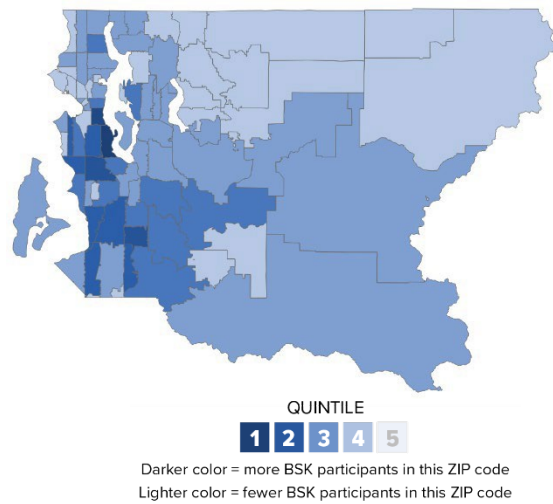 QUINTILE
1 2 3 4 5
Darker color = more BSK participants in this ZIP code
Lighter color = fewer BSK participants in this ZIP code